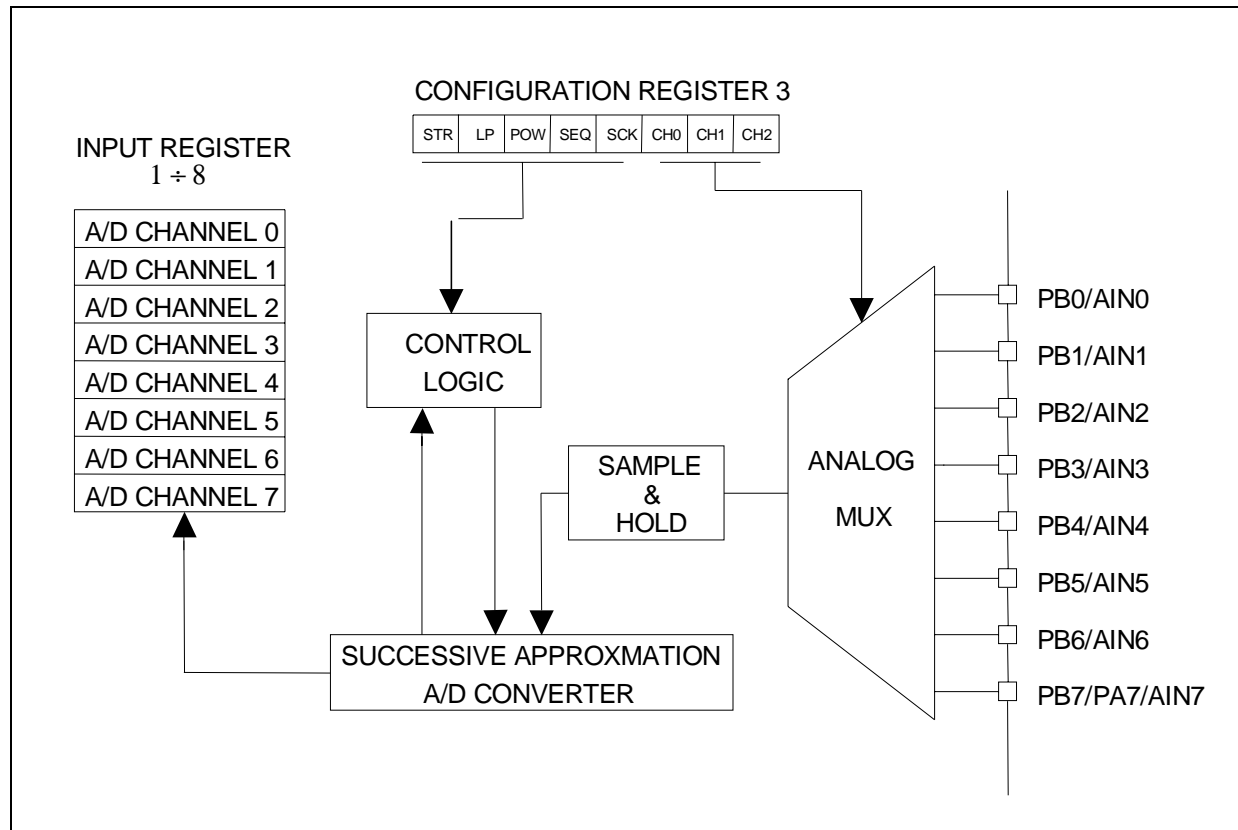 CONFIGURATION REGISTER 3
STR LP POW SEQ SCK CH0 CH1 CH2
INPUT REGISTER
1 ÷ 8
A/D CHANNEL 0
A/D CHANNEL 1
A/D CHANNEL 2
A/D CHANNEL 3
A/D CHANNEL 4
A/D CHANNEL 5
A/D CHANNEL 6
A/D CHANNEL 7
CONTROL
LOGIC
SAMPLE
&
HOLD
ANALOG
MUX
SUCCESSIVE APPROXMATION
A/D CONVERTER
PB0/AIN0
PB1/AIN1
PB2/AIN2
PB3/AIN3
PB4/AIN4
PB5/AIN5
PB6/AIN6
PB7/PA7/AIN7